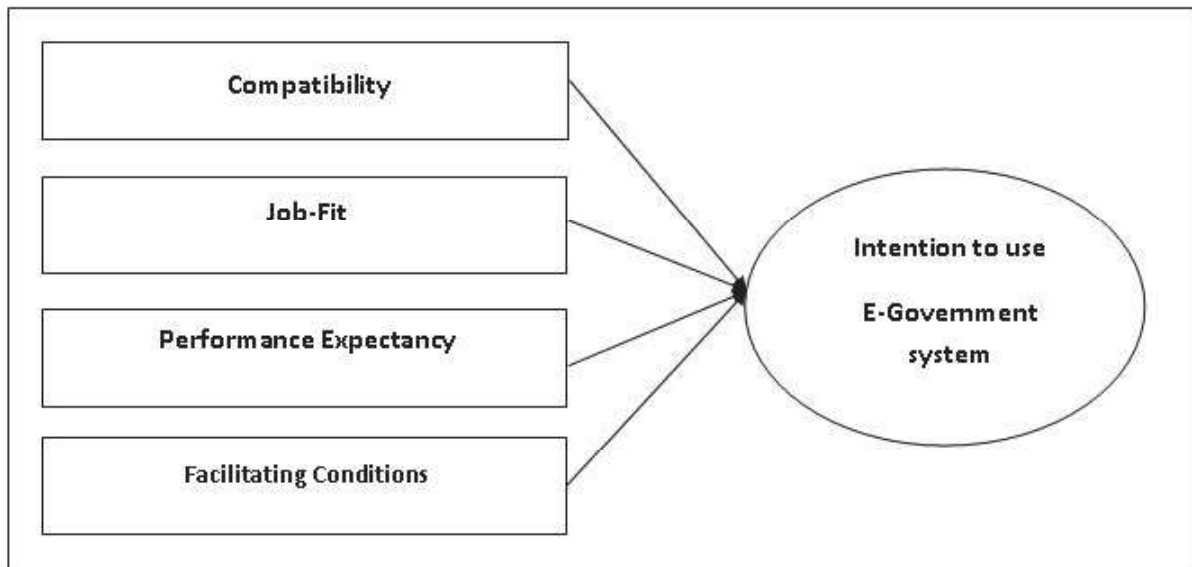 Compatibility
Job-Fit
Performance Expectancy
Facilitating Conditions
Intention to use
E-Government
system